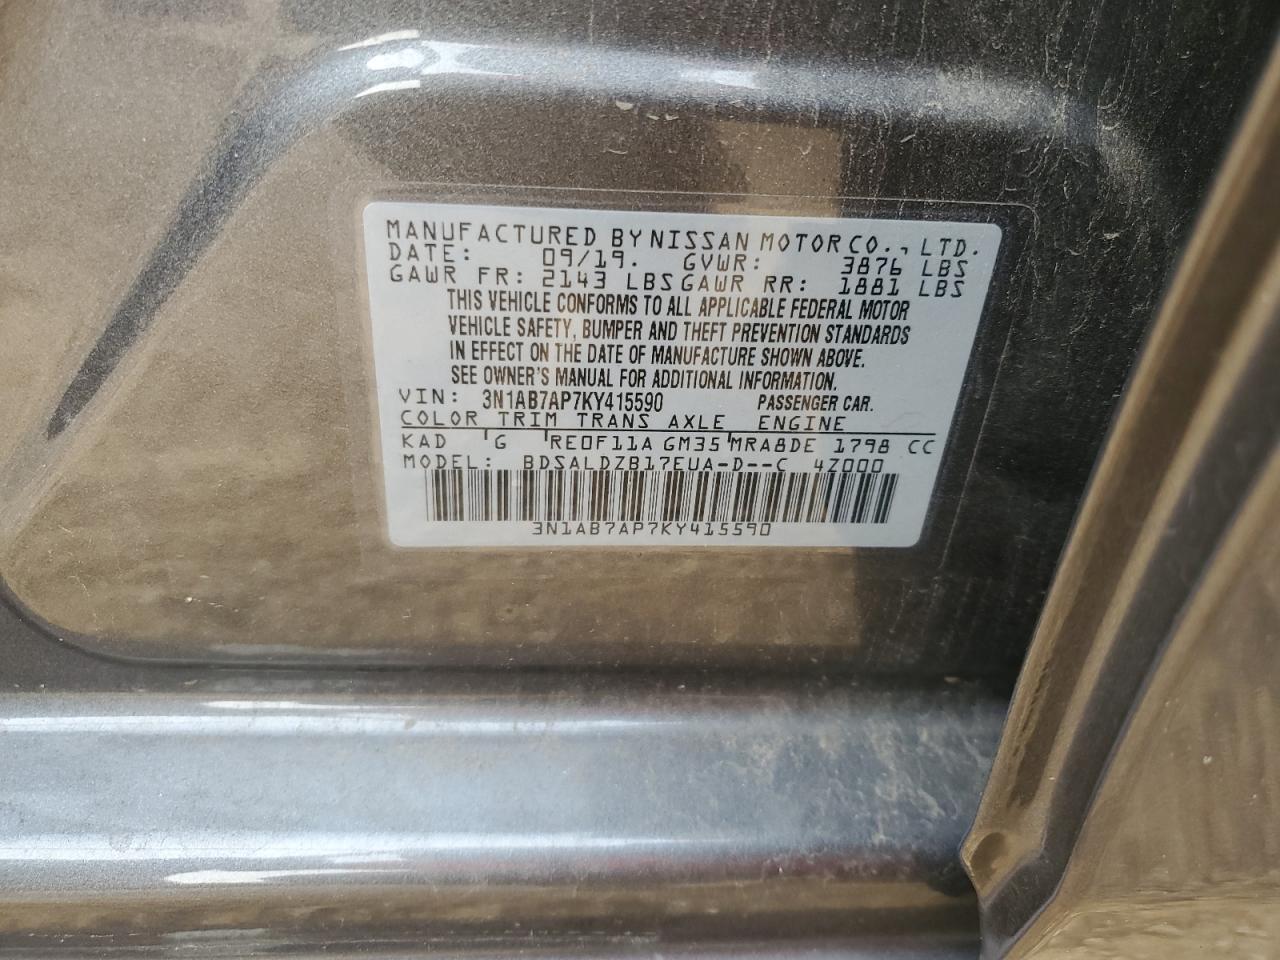 MANUFACTURED BY NISSAN MOTOR CO., LTD.
DATE: 09/19. GVWR: 3876 LBS
GAWR FR: 2143 LBS GAWR RR: 1881 LBS
THIS VEHICLE CONFORMS TO ALL APPLICABLE FEDERAL MOTOR
VEHICLE SAFETY, BUMPER AND THEFT PREVENTION STANDARDS
IN EFFECT ON THE DATE OF MANUFACTURE SHOWN ABOVE.
SEE OWNER'S MANUAL FOR ADDITIONAL INFORMATION.
VIN: 3N1AB7AP7KY415590 PASSENGER CAR.
COLOR TRIM TRANS AXLE ENGINE
KAD G RE0F11A GM35 MRA8DE 1798 CC
MODEL: BDSALDZB17EUA-D--C 4Z000
3N1AB7AP7KY415590